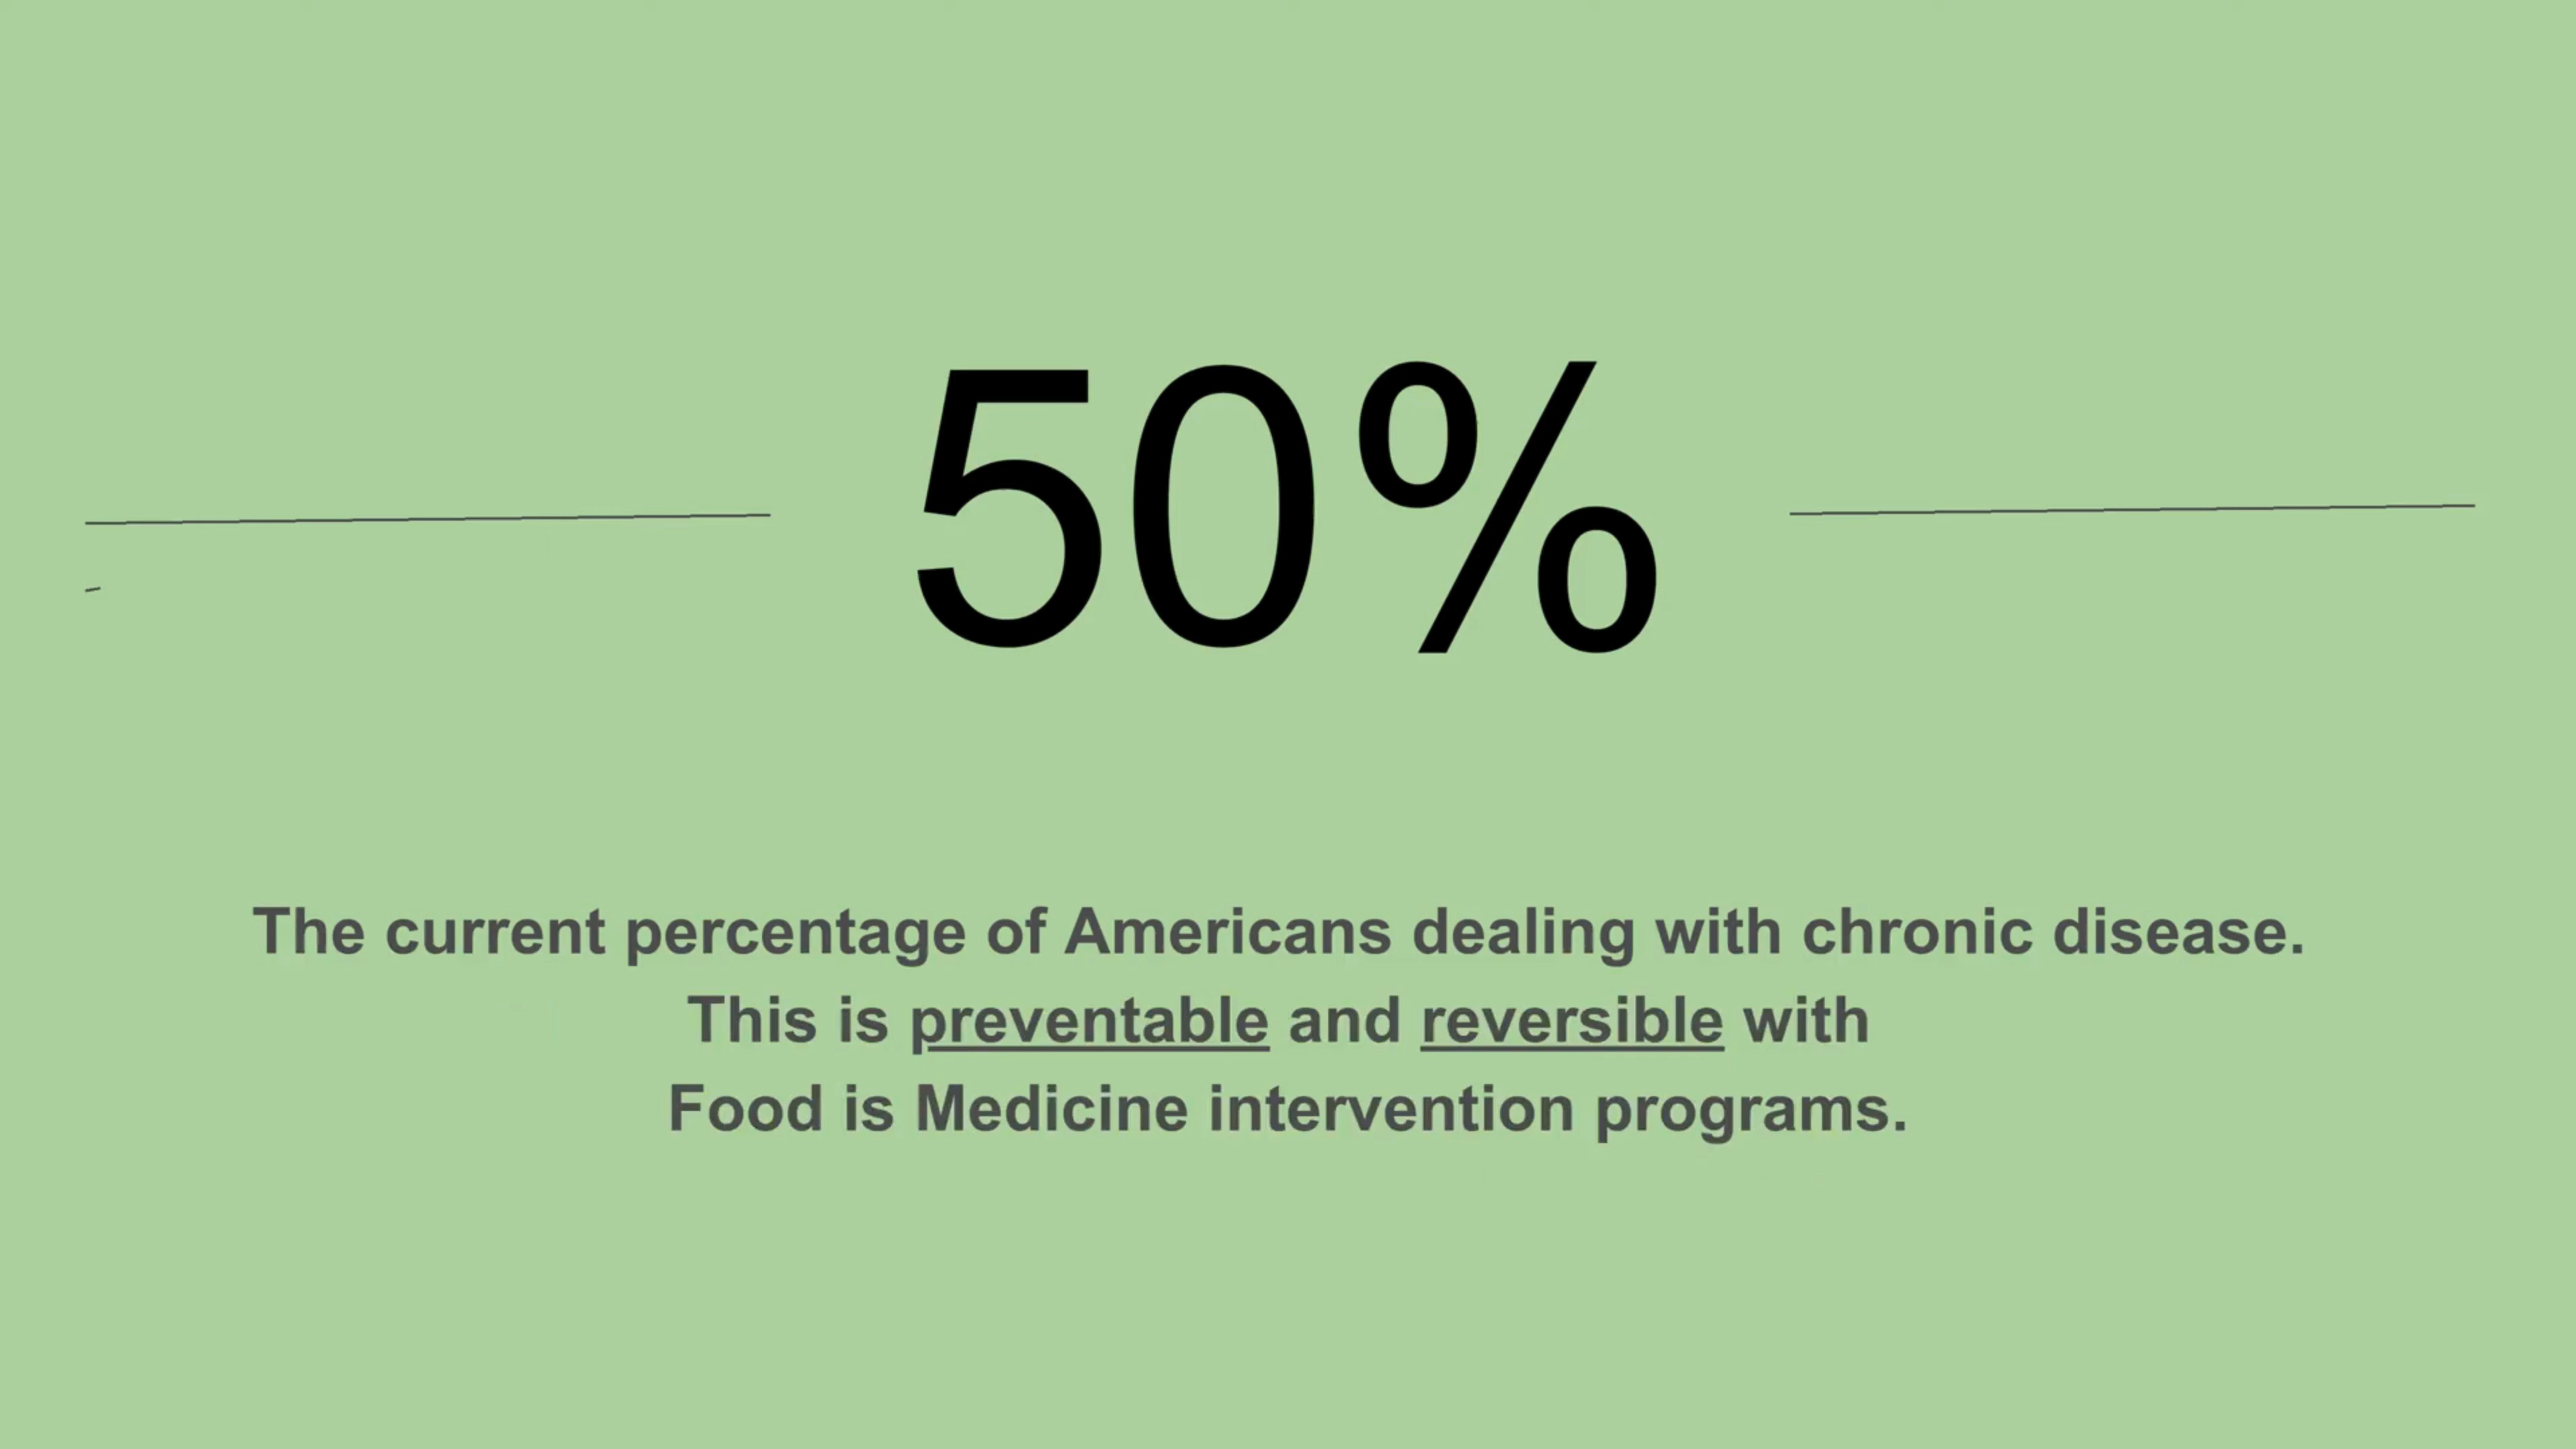 50%
The current percentage of Americans dealing with chronic disease.
This is preventable and reversible with
Food is Medicine intervention programs.